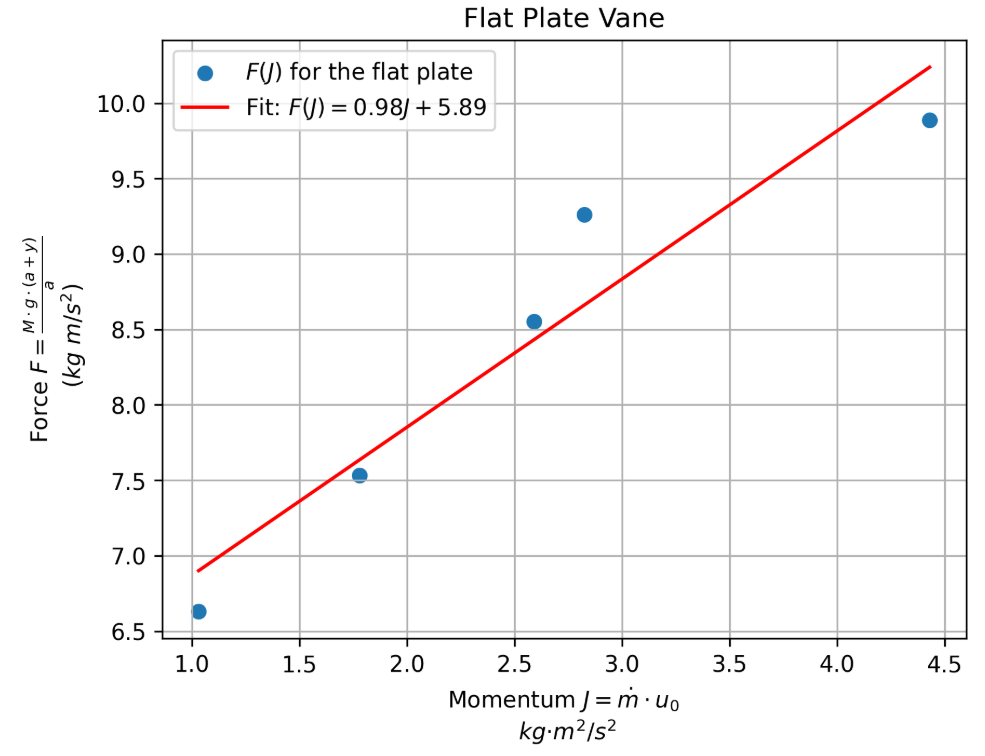 Flat Plate Vane
F(J) for the flat plate
Fit: F(J) = 0.98J + 5.89
10.0
9.5
9.0
8.5
8.0
7.5
7.0
6.5
Force F = \frac{M·g·(a+y)}{a}
(kg m/s²)
1.0 1.5 2.0 2.5 3.0 3.5 4.0 4.5
Momentum J = ṁ · u₀
kg·m²/s²